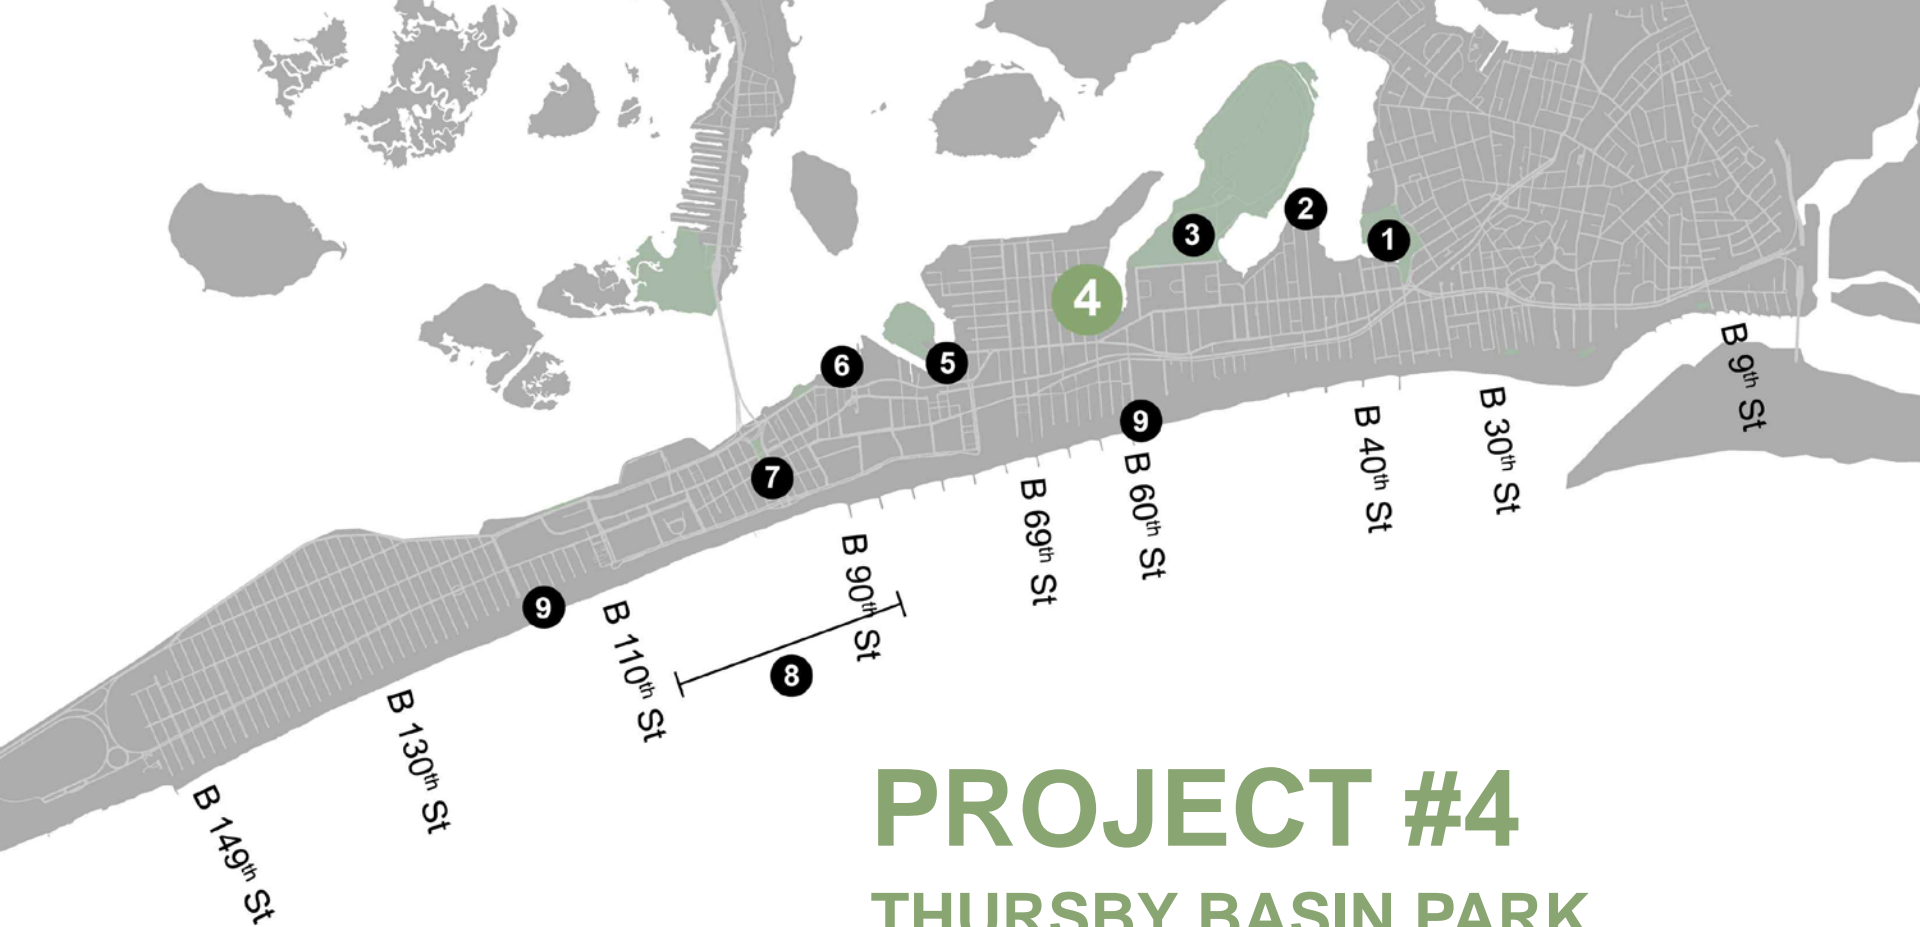 2
3
1
4
6
5
9
7
B 9th St
B 30th St
B 40th St
B 60th St
B 69th St
B 90th St
9
8
B 110th St
B 130th St
B 149th St
PROJECT #4
THURSBY BASIN PARK